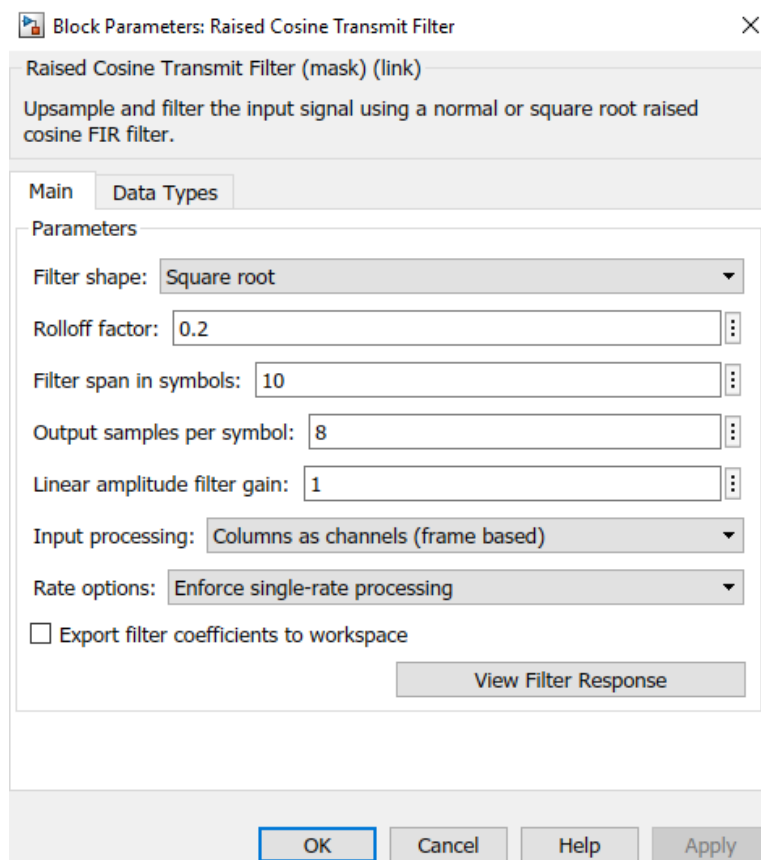 Block Parameters: Raised Cosine Transmit Filter
Raised Cosine Transmit Filter (mask) (link)
Upsample and filter the input signal using a normal or square root raised
cosine FIR filter.
Main Data Types
Parameters
Filter shape: Square root
Rolloff factor: 0.2
Filter span in symbols: 10
Output samples per symbol: 8
Linear amplitude filter gain: 1
Input processing: Columns as channels (frame based)
Rate options: Enforce single-rate processing
Export filter coefficients to workspace
View Filter Response
OK Cancel Help Apply